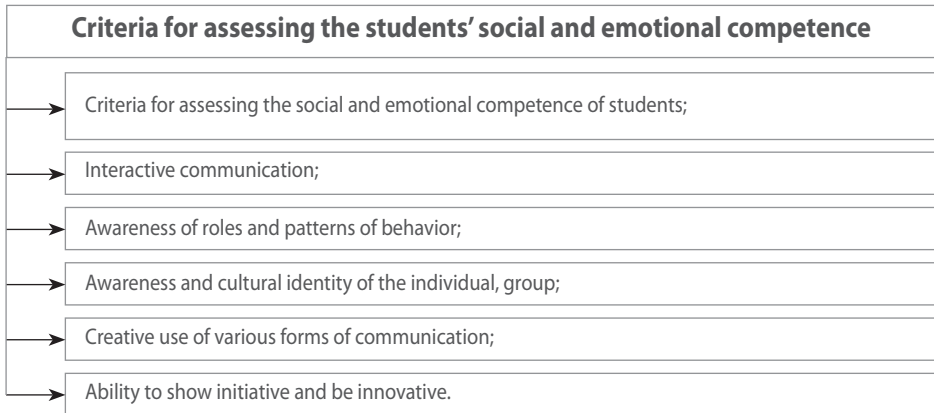 Criteria for assessing the students’ social and emotional competence
Criteria for assessing the social and emotional competence of students;
Interactive communication;
Awareness of roles and patterns of behavior;
Awareness and cultural identity of the individual, group;
Creative use of various forms of communication;
Ability to show initiative and be innovative.